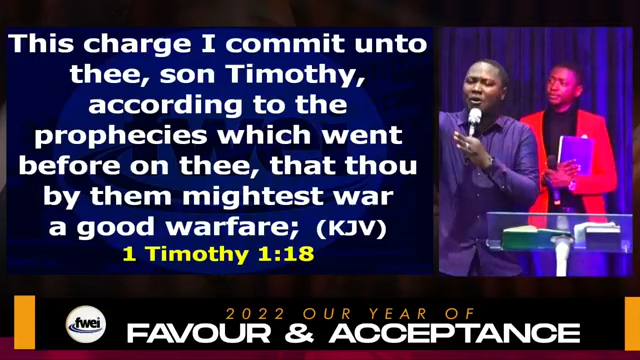 This charge I commit unto
thee, son Timothy,
according to the
prophecies which went
before on thee, that thou
by them mightest war
a good warfare; (KJV)
1 Timothy 1:18
fwei
2022 OUR YEAR OF
FAVOUR & ACCEPTANCE